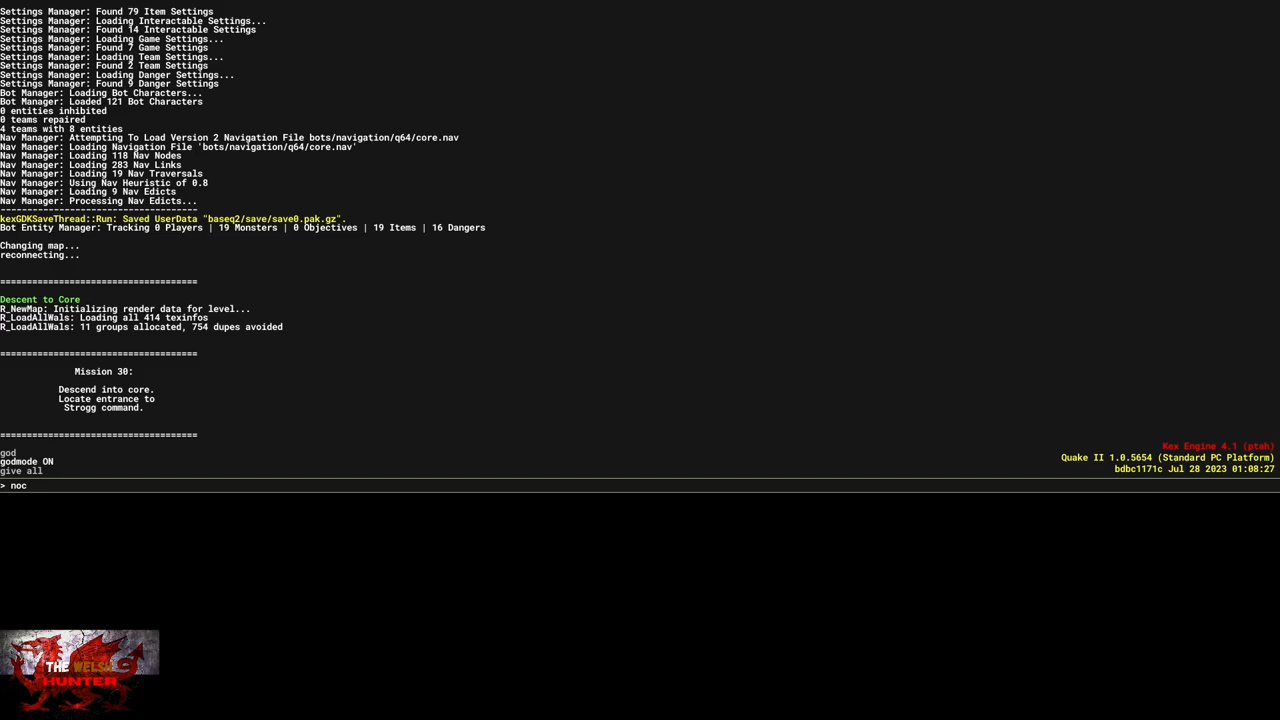 Settings Manager: Found 79 Item Settings
Settings Manager: Loading Interactable Settings...
Settings Manager: Found 14 Interactable Settings
Settings Manager: Loading Game Settings...
Settings Manager: Found 7 Game Settings
Settings Manager: Loading Team Settings...
Settings Manager: Found 2 Team Settings
Settings Manager: Loading Danger Settings...
Settings Manager: Found 9 Danger Settings
Bot Manager: Loading Bot Characters...
Bot Manager: Loaded 121 Bot Characters
0 entities inhibited
0 teams repaired
4 teams with 8 entities
Nav Manager: Attempting To Load Version 2 Navigation File bots/navigation/q64/core.nav
Nav Manager: Loading Navigation File 'bots/navigation/q64/core.nav'
Nav Manager: Loading 118 Nav Nodes
Nav Manager: Loading 283 Nav Links
Nav Manager: Loading 19 Nav Traversals
Nav Manager: Using Nav Heuristic of 0.8
Nav Manager: Loading 9 Nav Edicts
Nav Manager: Processing Nav Edicts...
-------------------------------------
kexGDKSaveThread::Run: Saved UserData "baseq2/save/save0.pak.gz".
Bot Entity Manager: Tracking 0 Players | 19 Monsters | 0 Objectives | 19 Items | 16 Dangers
Changing map...
reconnecting...
=====================================
Descent to Core
R_NewMap: Initializing render data for level...
R_LoadAllWals: Loading all 414 texinfos
R_LoadAllWals: 11 groups allocated, 754 dupes avoided
=====================================
Mission 30:
Descend into core.
Locate entrance to
Strogg command.
=====================================
god
godmode ON
give all
Kex Engine 4.1 (ptah)
Quake II 1.0.5654 (Standard PC Platform)
bdbc1171c Jul 28 2023 01:08:27
> noc
THE WELSH
HUNTER